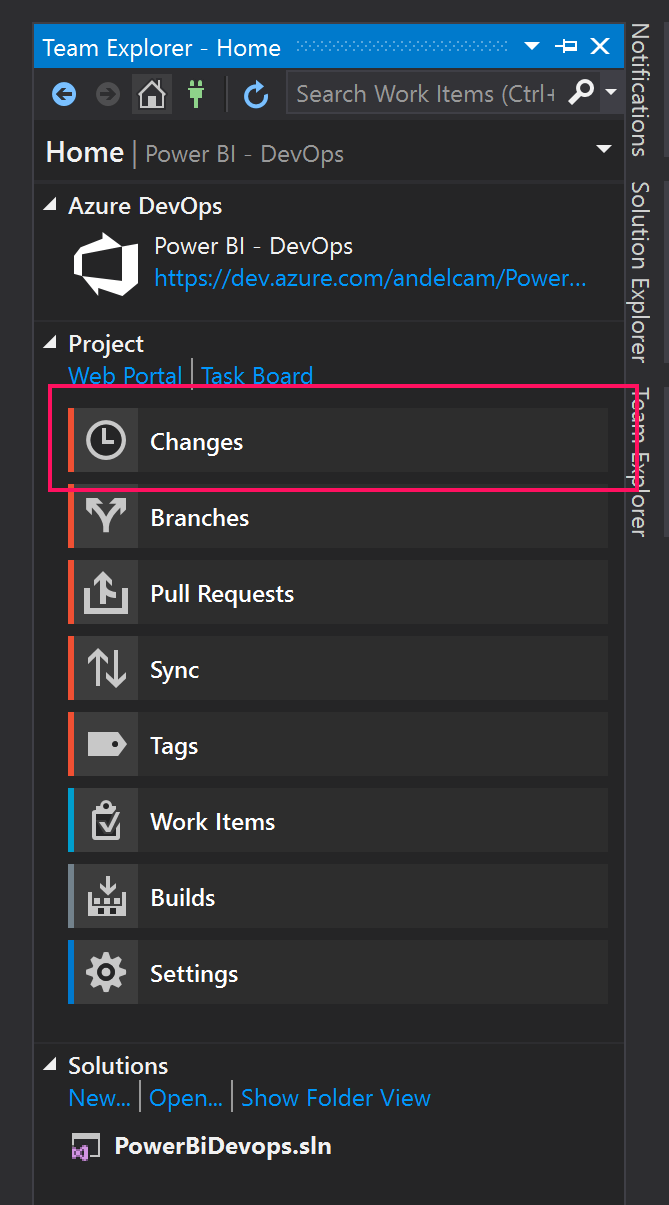 Team Explorer - Home
Search Work Items (Ctrl+
Home | Power BI - DevOps
Azure DevOps
Power BI - DevOps
https://dev.azure.com/andelcam/Power...
Project
Web Portal | Task Board
Changes
Branches
Pull Requests
Sync
Tags
Work Items
Builds
Settings
Solutions
New... | Open... | Show Folder View
PowerBiDevops.sln
Notifications
Solution Explorer
Team Explorer